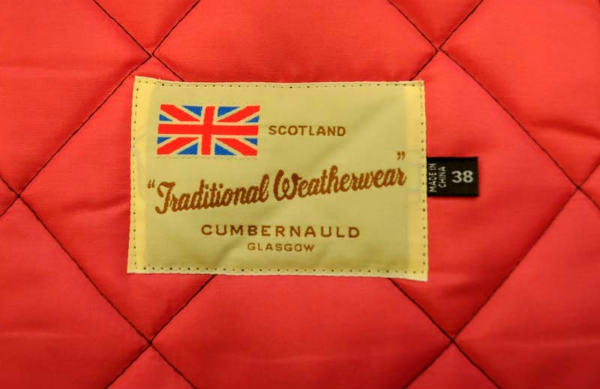 SCOTLAND
"Traditional Weatherwear"
CUMBERNAULD
GLASGOW
MADE IN
CHINA
38